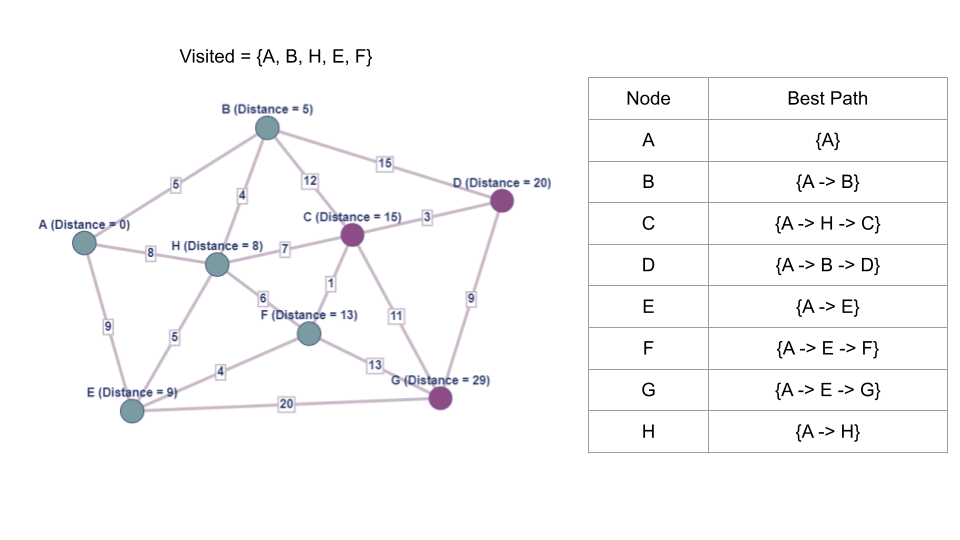 Visited = {A, B, H, E, F}
B (Distance = 5)
15
5
12
4
D (Distance = 20)
C (Distance = 15)
3
A (Distance = 0)
H (Distance = 8)
8
7
1
6
9
F (Distance = 13)
11
9
5
13
4
G (Distance = 29)
E (Distance = 9)
20
Node Best Path
A {A}
B {A -> B}
C {A -> H -> C}
D {A -> B -> D}
E {A -> E}
F {A -> E -> F}
G {A -> E -> G}
H {A -> H}